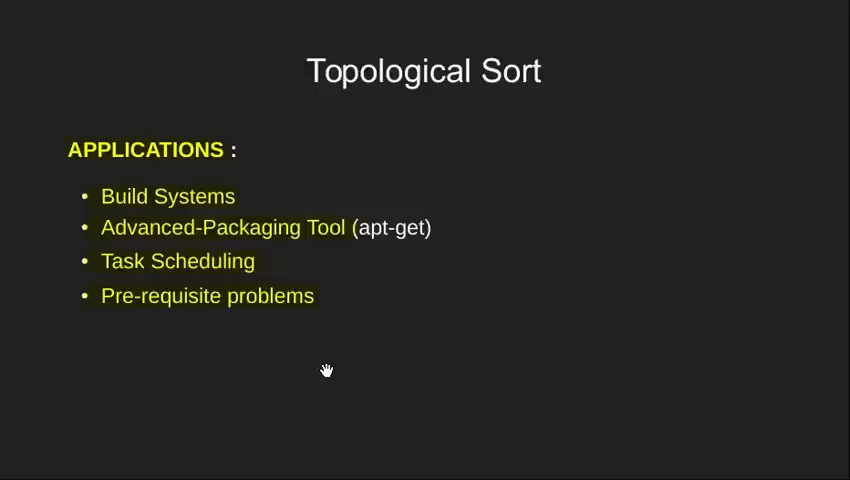 Topological Sort
APPLICATIONS :
• Build Systems
• Advanced-Packaging Tool (apt-get)
• Task Scheduling
• Pre-requisite problems